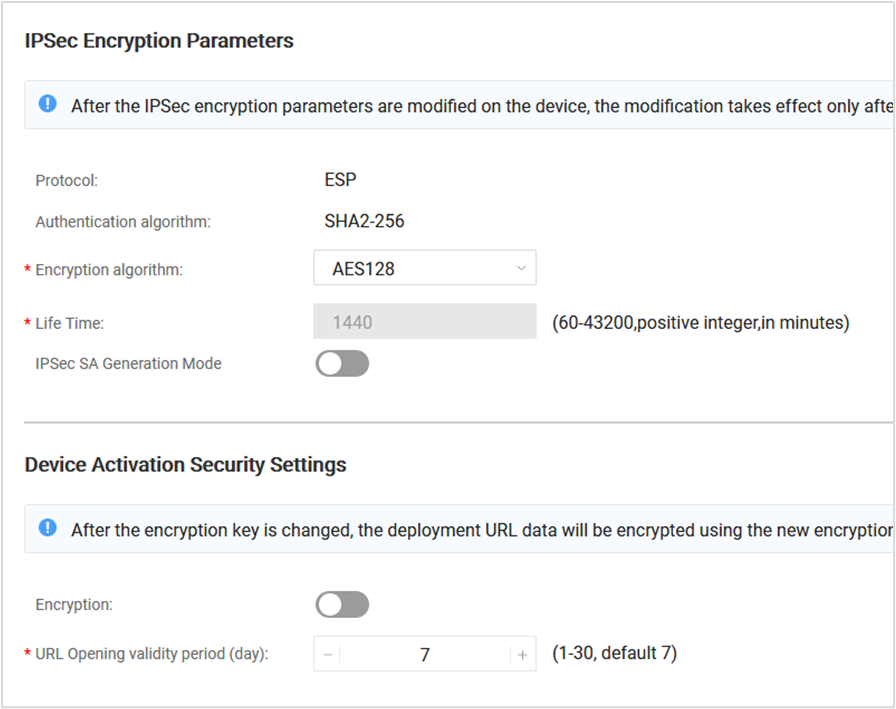 IPSec Encryption Parameters
After the IPSec encryption parameters are modified on the device, the modification takes effect only afte
Protocol: ESP
Authentication algorithm: SHA2-256
* Encryption algorithm: AES128
* Life Time: 1440 (60-43200,positive integer,in minutes)
IPSec SA Generation Mode
Device Activation Security Settings
After the encryption key is changed, the deployment URL data will be encrypted using the new encryption
Encryption:
* URL Opening validity period (day): − 7 + (1-30, default 7)